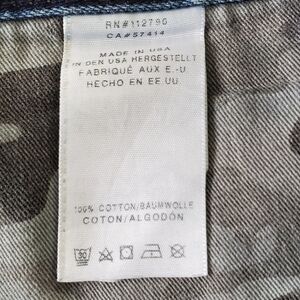 RN#112790
CA#57414
MADE IN USA
IN DEN USA HERGESTELLT
FABRIQUÉ AUX E.-U.
HECHO EN EE.UU.
100% COTTON/BAUMWOLLE
COTON/ALGODÓN
30